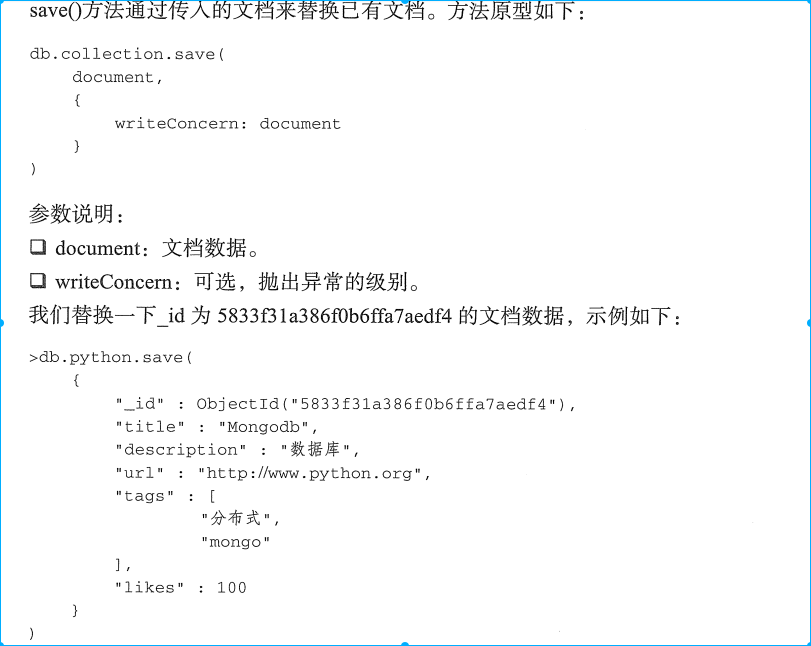 save()方法通过传入的文档来替换已有文档。方法原型如下：
db.collection.save(
document,
{
writeConcern: document
}
)
参数说明：
❑ document：文档数据。
❑ writeConcern：可选，抛出异常的级别。
我们替换一下_id 为 5833f31a386f0b6ffa7aedf4 的文档数据，示例如下：
>db.python.save(
{
"_id" : ObjectId("5833f31a386f0b6ffa7aedf4"),
"title" : "Mongodb",
"description" : "数据库",
"url" : "http://www.python.org",
"tags" : [
"分布式",
"mongo"
],
"likes" : 100
}
)